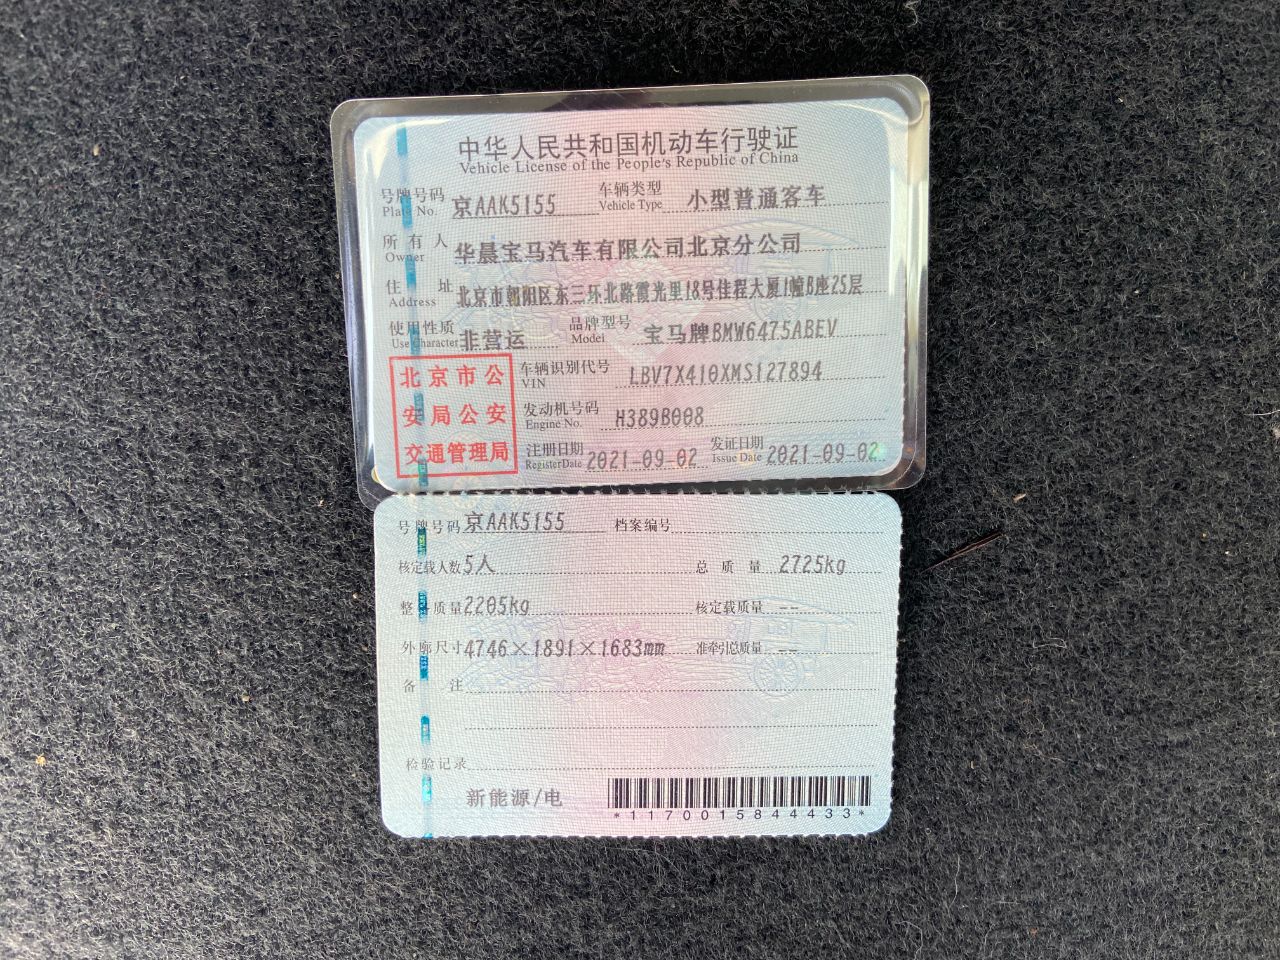 中华人民共和国机动车行驶证
Vehicle License of the People's Republic of China
号牌号码 Plate No. 京AAK5155 车辆类型 Vehicle Type 小型普通客车
所有人 Owner 华晨宝马汽车有限公司北京分公司
住址 Address 北京市朝阳区东三环北路霞光里18号佳程大厦1幢B座25层
使用性质 Use Character 非营运 品牌型号 Model 宝马牌BMW6475ABEV
北京市公
安局公安
交通管理局
车辆识别代号 VIN LBV7X410XMS127894
发动机号码 Engine No. H389B008
注册日期 Register Date 2021-09-02 发证日期 Issue Date 2021-09-02
号牌号码 京AAK5155 档案编号
核定载人数 5人 总质量 2725kg
整备质量 2205kg 核定载质量 --
外廓尺寸 4746×1891×1683mm 准牵引总质量 --
备注
检验记录
新能源/电
*1170015844433*